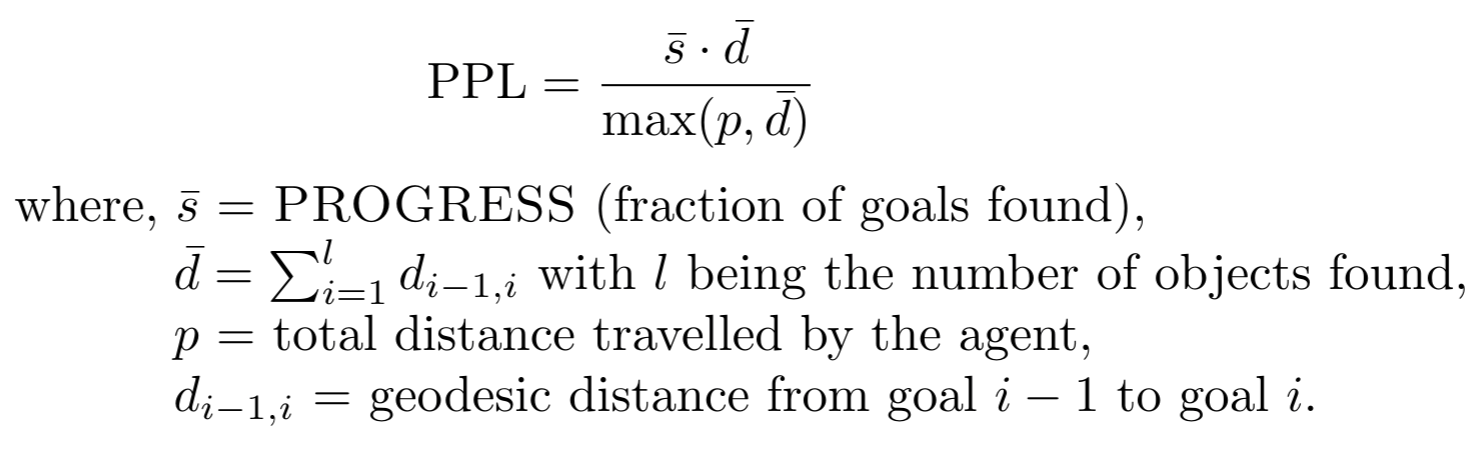 PPL = \frac{\bar{s} \cdot \bar{d}}{\max(p, \bar{d})}
where, \bar{s} = PROGRESS (fraction of goals found),
\bar{d} = \sum_{i=1}^{l} d_{i-1,i} with l being the number of objects found,
p = total distance travelled by the agent,
d_{i-1,i} = geodesic distance from goal i − 1 to goal i.